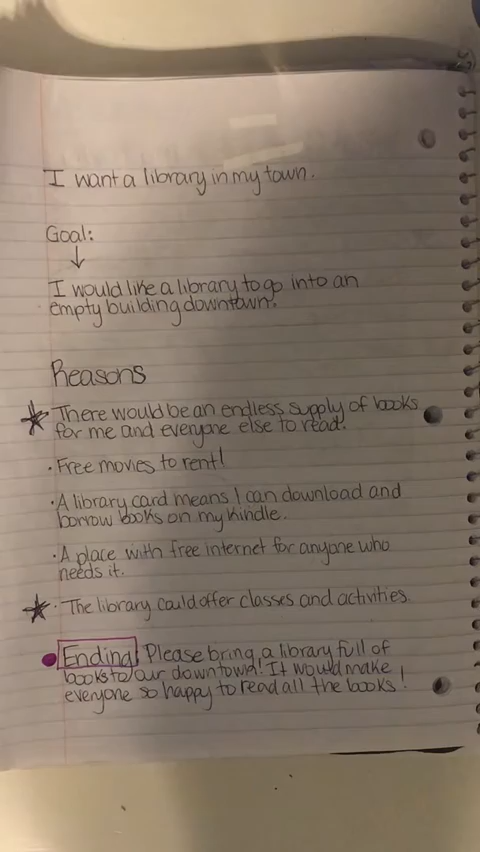 I want a library in my town.
Goal:
↓
I would like a library to go into an
empty building downtown.
Reasons
★ There would be an endless supply of books
for me and everyone else to read.
· Free movies to rent!
· A library card means I can download and
borrow books on my Kindle.
· A place with free internet for anyone who
needs it.
★ · The library could offer classes and activities.
● Ending: Please bring a library full of
books to our downtown! It would make
everyone so happy to read all the books!